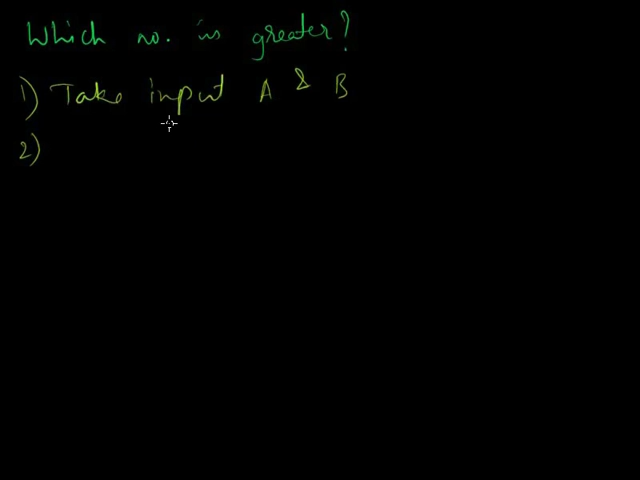 Which no. is greater?
1) Take input A & B
2)